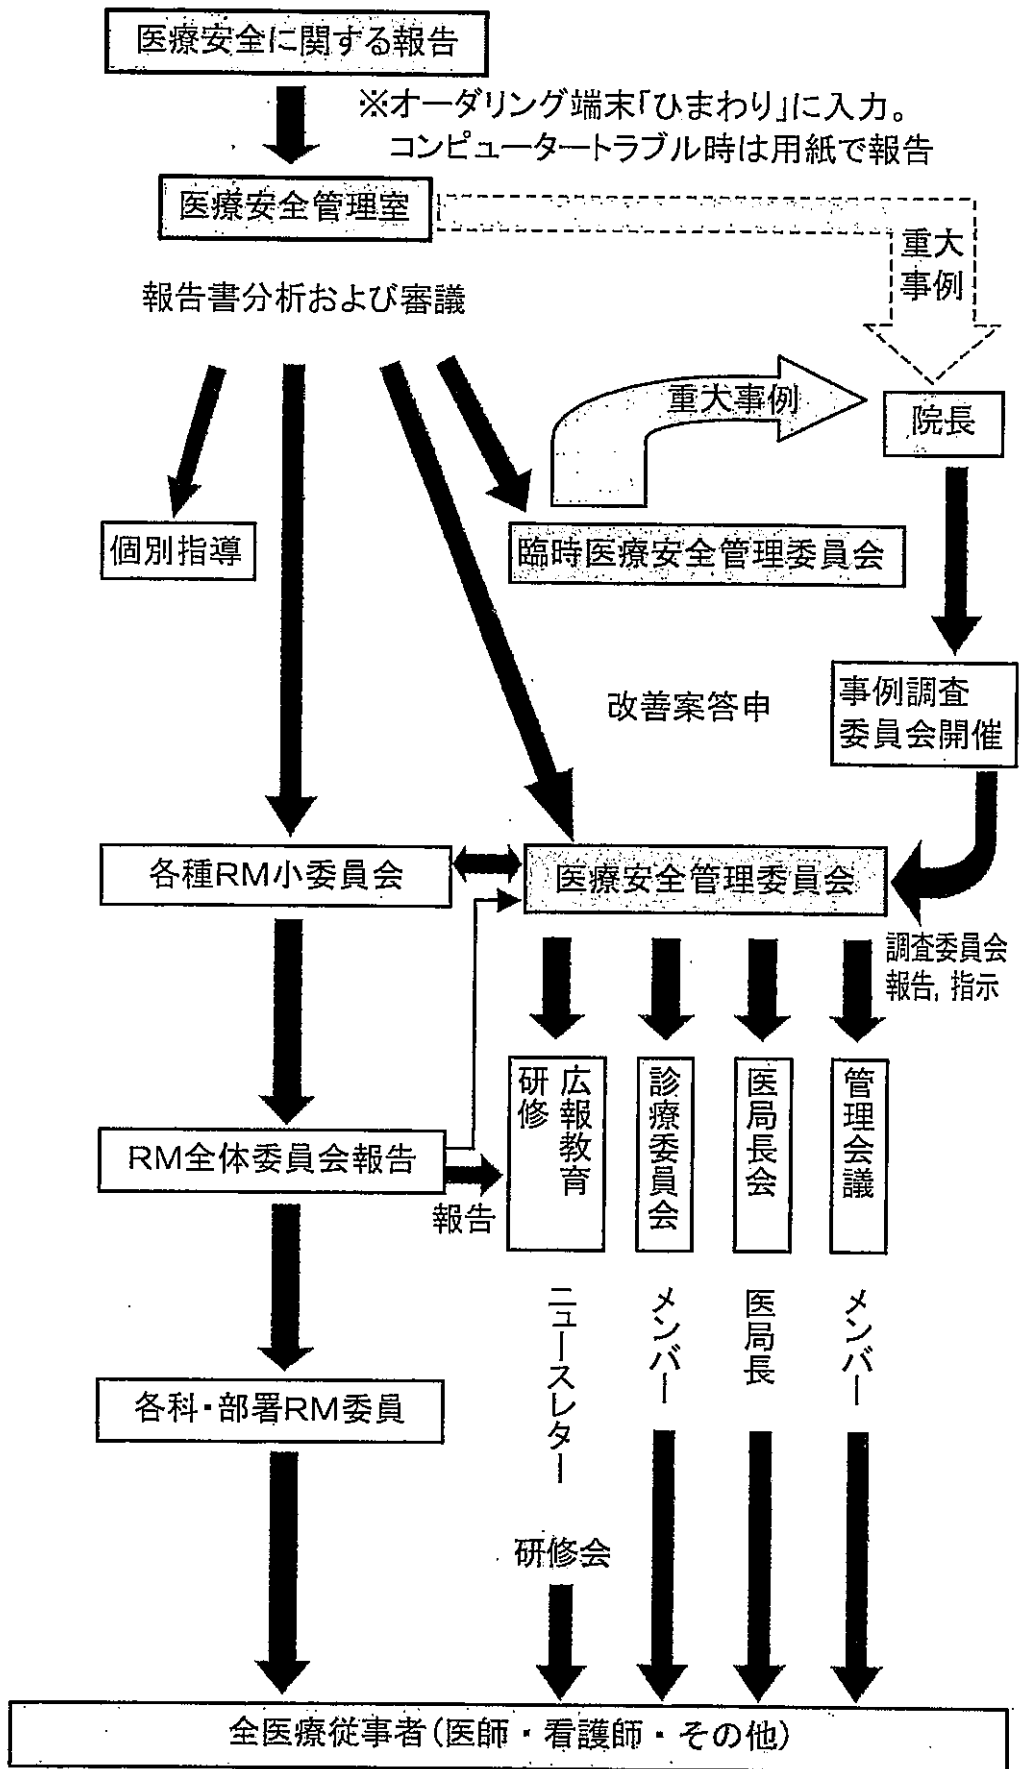 医療安全に関する報告
※オーダリング端末「ひまわり」に入力。
コンピュータートラブル時は用紙で報告
医療安全管理室
重大
事例
報告書分析および審議
重大事例
院長
個別指導
臨時医療安全管理委員会
改善案答申
事例調査
委員会開催
各種RM小委員会
医療安全管理委員会
調査委員会
報告，指示
広報教育
研修
診療委員会
医局長会
管理会議
RM全体委員会報告
報告
ニュースレター
メンバー
医局長
メンバー
各科・部署RM委員
研修会
全医療従事者(医師・看護師・その他)